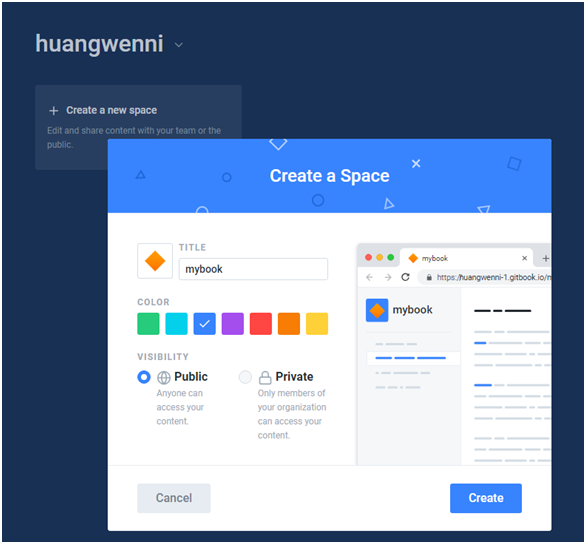 huangwenni
+ Create a new space
Edit and share content with your team or the
public.
Create a Space
TITLE
mybook
COLOR
VISIBILITY
Public
Anyone can
access your
content.
Private
Only members of
your organization
can access your
content.
mybook
https://huangwenni-1.gitbook.io/m
mybook
Cancel
Create